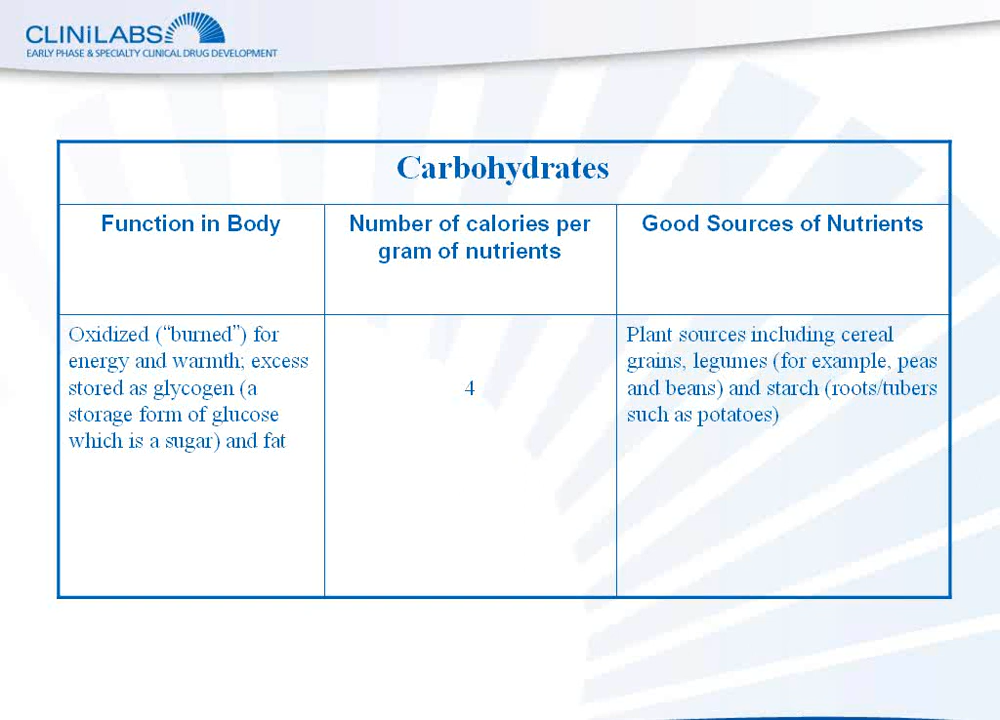 CLINiLABS
EARLY PHASE & SPECIALTY CLINICAL DRUG DEVELOPMENT
Carbohydrates
Function in Body
Number of calories per
gram of nutrients
Good Sources of Nutrients
Oxidized (“burned”) for
energy and warmth; excess
stored as glycogen (a
storage form of glucose
which is a sugar) and fat
4
Plant sources including cereal
grains, legumes (for example, peas
and beans) and starch (roots/tubers
such as potatoes)